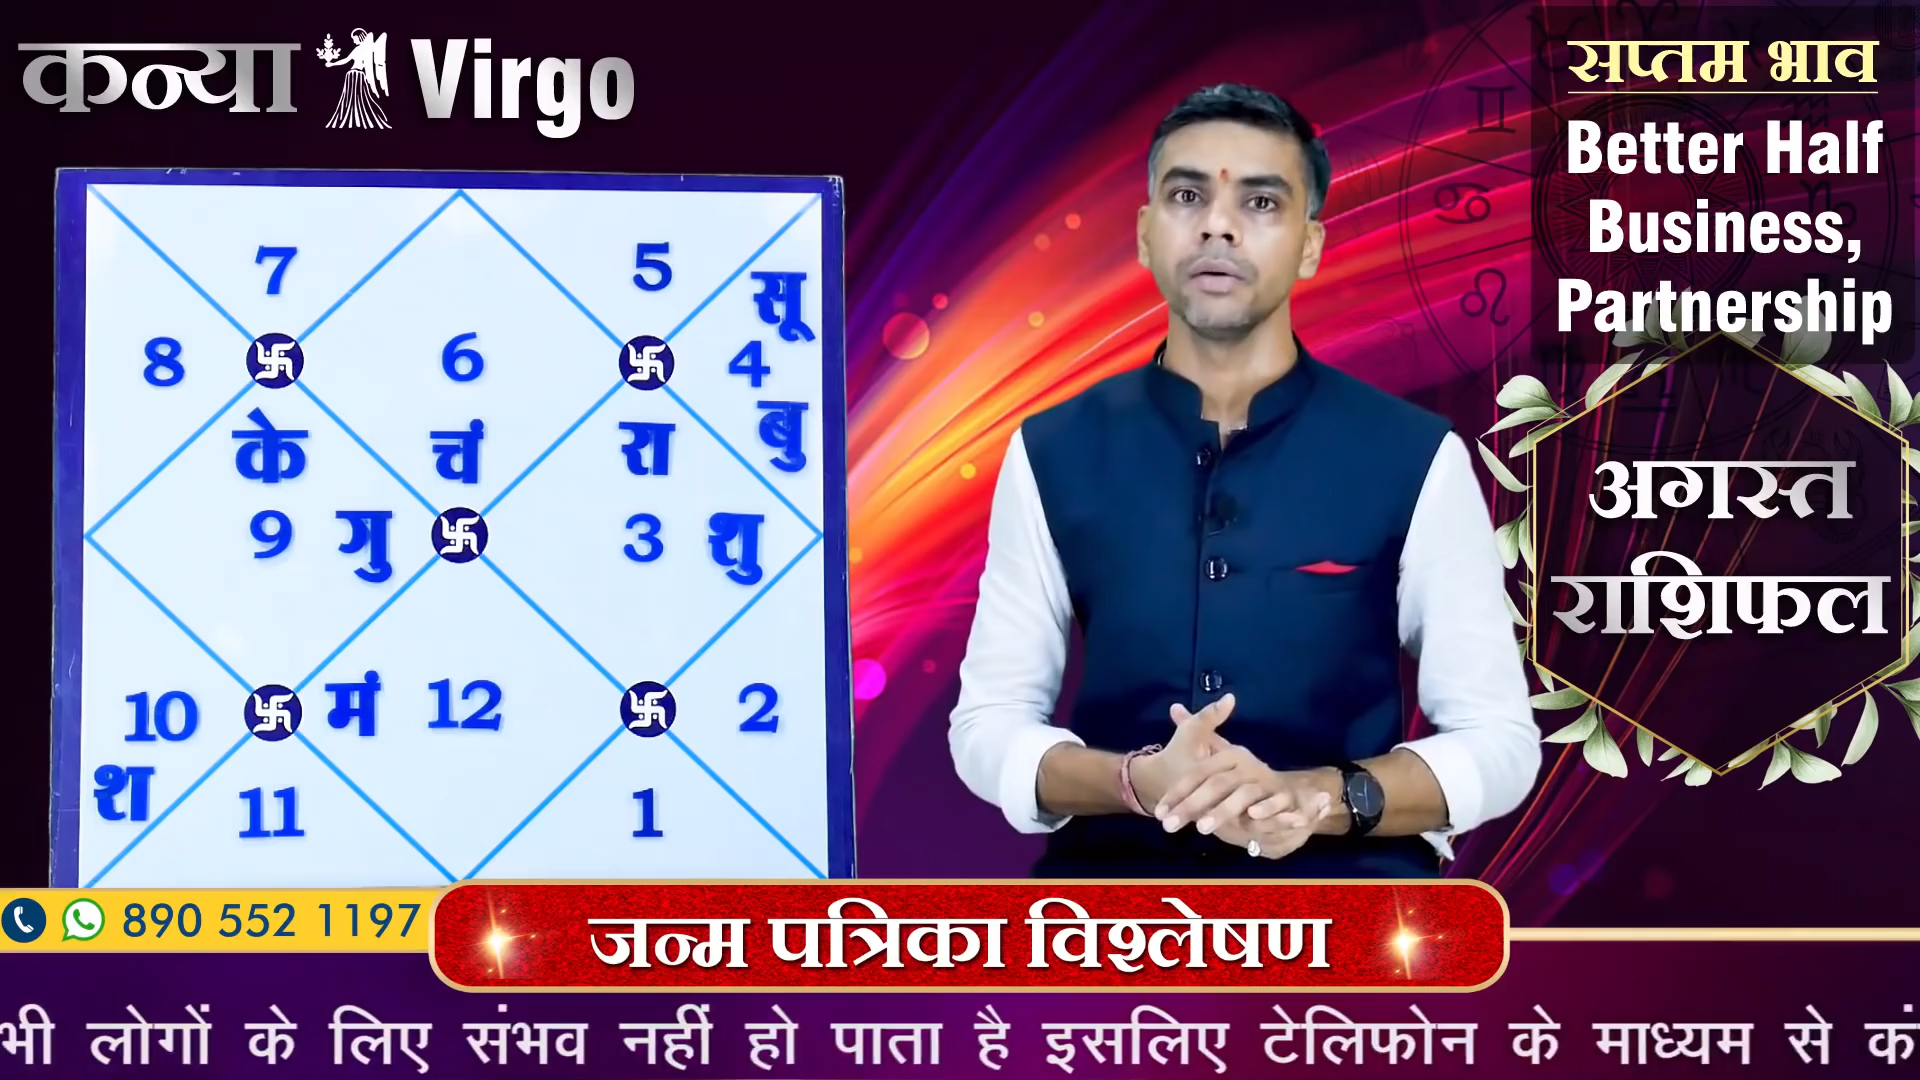 कन्या Virgo
सप्तम भाव
Better Half
Business,
Partnership
7
5
सू
8
6
4
के
चं
रा
बु
9
गु
3
शु
10
मं
12
2
श
11
1
अगस्त
राशिफल
890 552 1197
जन्म पत्रिका विश्लेषण
भी लोगों के लिए संभव नहीं हो पाता है इसलिए टेलिफोन के माध्यम से